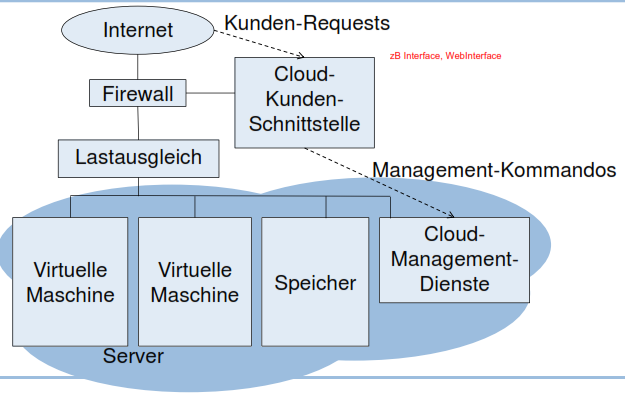 Internet
Kunden-Requests
zB Interface, WebInterface
Cloud-
Kunden-
Schnittstelle
Firewall
Lastausgleich
Management-Kommandos
Virtuelle
Maschine
Virtuelle
Maschine
Speicher
Cloud-
Management-
Dienste
Server